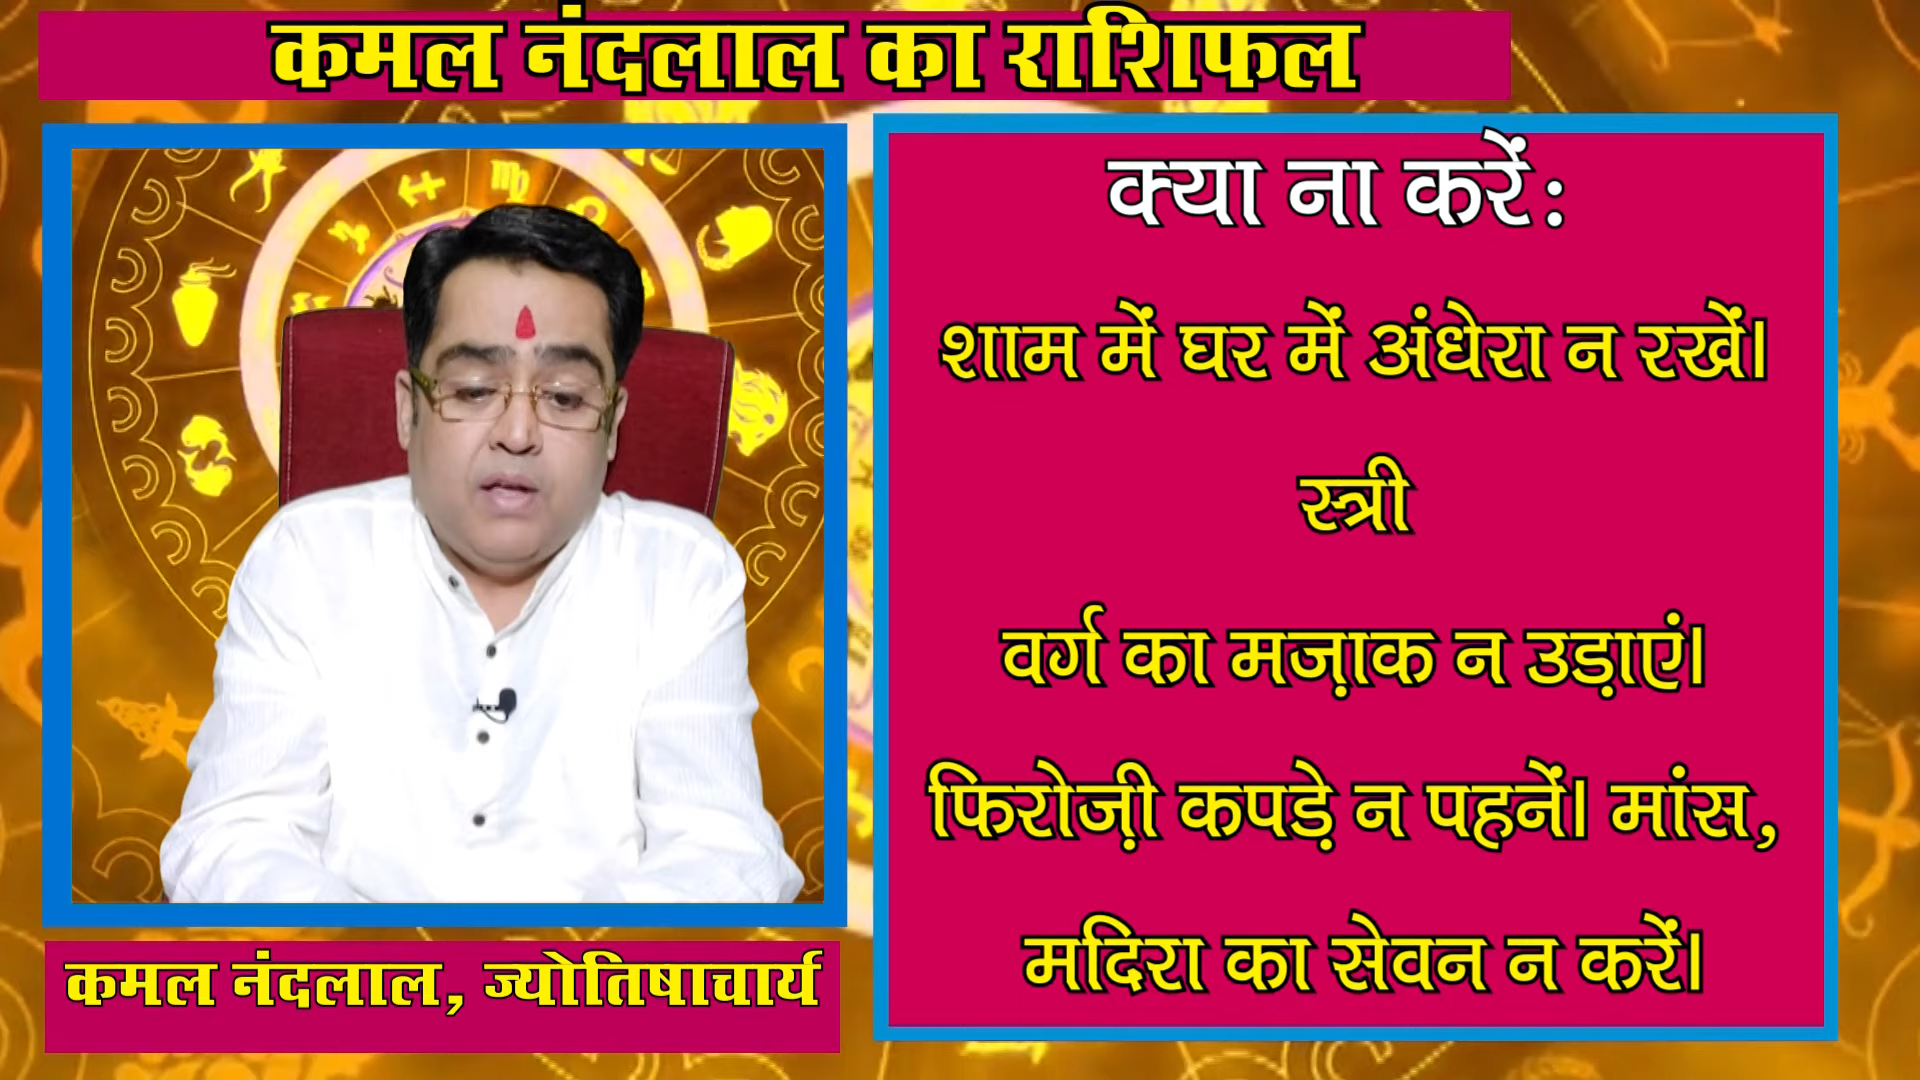 कमल नंदलाल का राशिफल
क्या ना करें:
शाम में घर में अंधेरा न रखें।
स्त्री
वर्ग का मज़ाक न उड़ाएं।
फिरोज़ी कपड़े न पहनें। मांस,
मदिरा का सेवन न करें।
कमल नंदलाल, ज्योतिषाचार्य